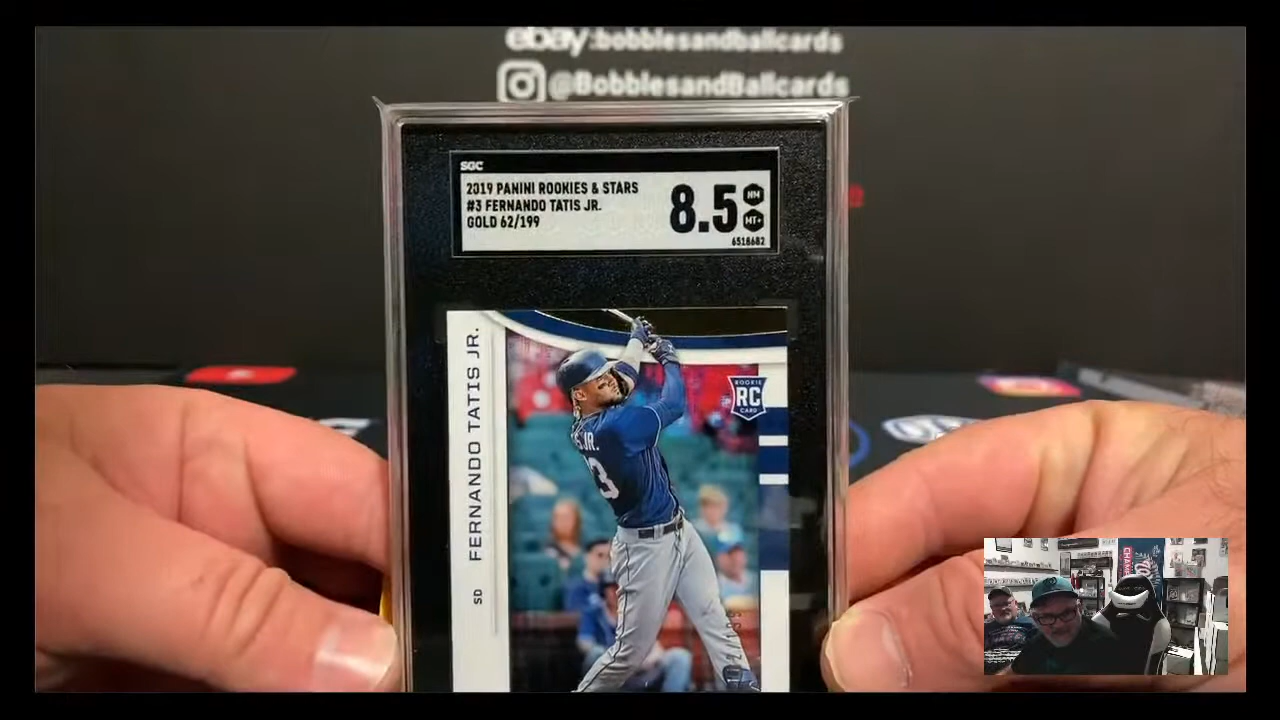 ebay:bobblesandballcards
@BobblesandBallcards
SGC
2019 PANINI ROOKIES & STARS
#3 FERNANDO TATIS JR.
GOLD 62/199
8.5
NM
MT+
6518682
FERNANDO TATIS JR.
SD
ROOKIE
RC
CARD
JR.